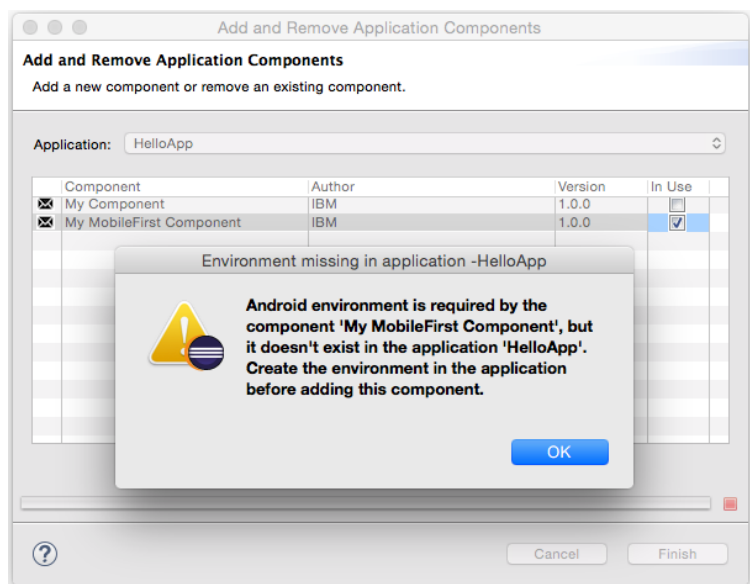 Add and Remove Application Components
Add and Remove Application Components
Add a new component or remove an existing component.
Application: HelloApp
Component Author Version In Use
My Component IBM 1.0.0
My MobileFirst Component IBM 1.0.0
Environment missing in application -HelloApp
Android environment is required by the
component 'My MobileFirst Component', but
it doesn't exist in the application 'HelloApp'.
Create the environment in the application
before adding this component.
OK
?
Cancel Finish